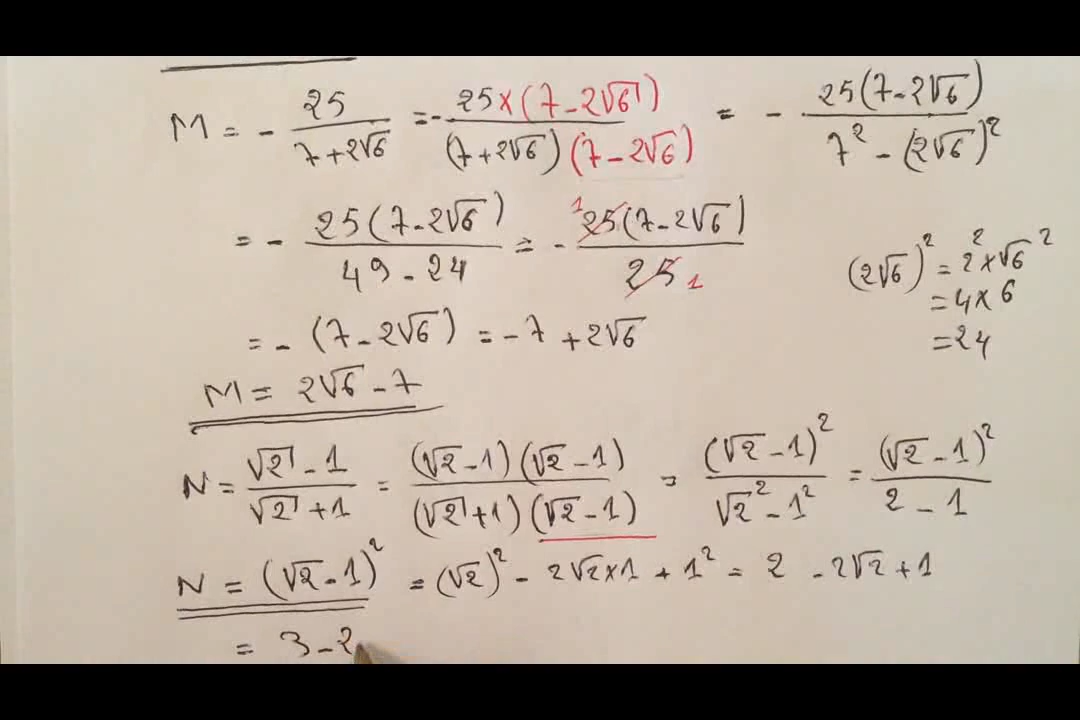 M = - 25/(7+2√6) = - 25×(7-2√6)/((7+2√6)(7-2√6)) = - 25(7-2√6)/(7² - (2√6)²)
= - 25(7-2√6)/(49-24) = - 1 25(7-2√6)/25 1
(2√6)² = 2²×√6²
= 4×6
= 24
= - (7-2√6) = -7 + 2√6
M = 2√6 - 7
N = (√2-1)/(√2+1) = (√2-1)(√2-1)/((√2+1)(√2-1)) = (√2-1)²/(√2²-1²) = (√2-1)²/(2-1)
N = (√2-1)² = (√2)² - 2√2×1 + 1² = 2 - 2√2 + 1
= 3-2